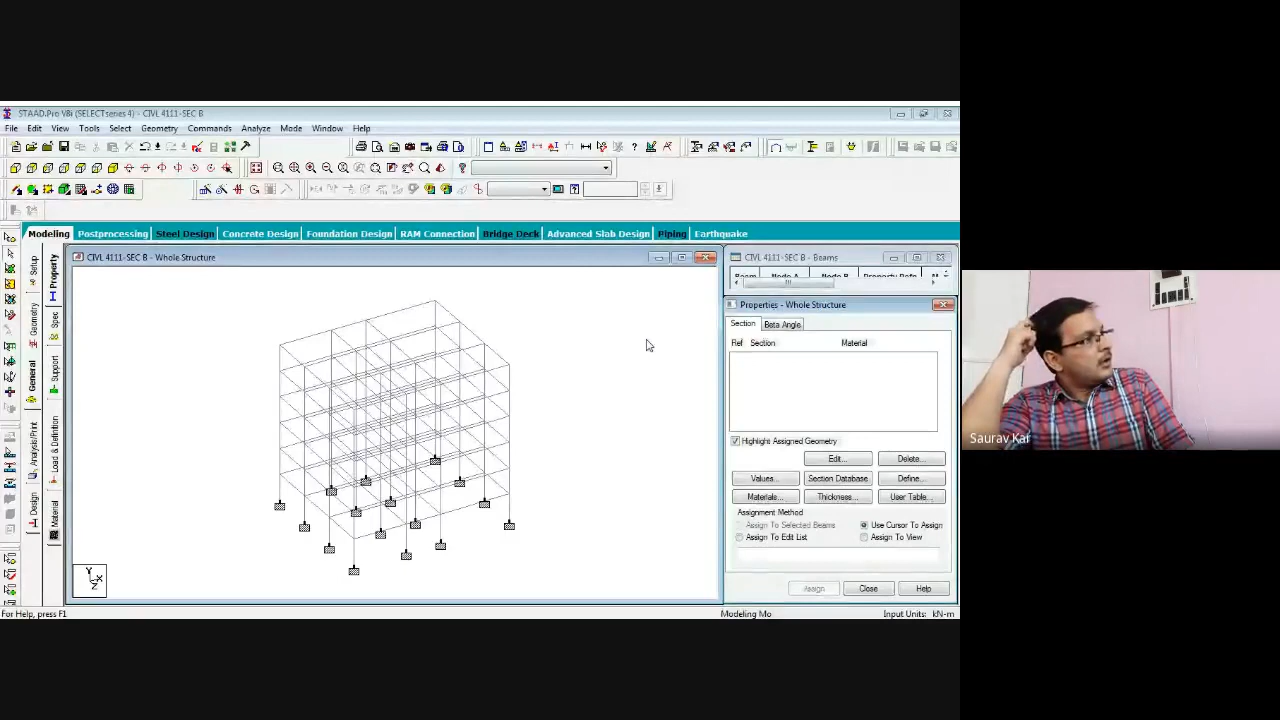 STAAD.Pro V8i (SELECTseries 4) - CIVL 4111-SEC B
File Edit View Tools Select Geometry Commands Analyze Mode Window Help
Modeling Postprocessing Steel Design Concrete Design Foundation Design RAM Connection Bridge Deck Advanced Slab Design Piping Earthquake
CIVL 4111-SEC B - Whole Structure
CIVL 4111-SEC B - Beams
Beam Node A Node B Property Refn
Setup
Geometry
General
Analysis/Print
Design
Property
Spec
Support
Load & Definition
Material
Properties - Whole Structure
Section Beta Angle
Ref Section Material
Highlight Assigned Geometry
Edit... Delete...
Values... Section Database Define...
Materials... Thickness... User Table...
Assignment Method
Assign To Selected Beams Use Cursor To Assign
Assign To Edit List Assign To View
Assign Close Help
Y
X
Z
For Help, press F1
Modeling Mo
Input Units: kN-m
Saurav Kar